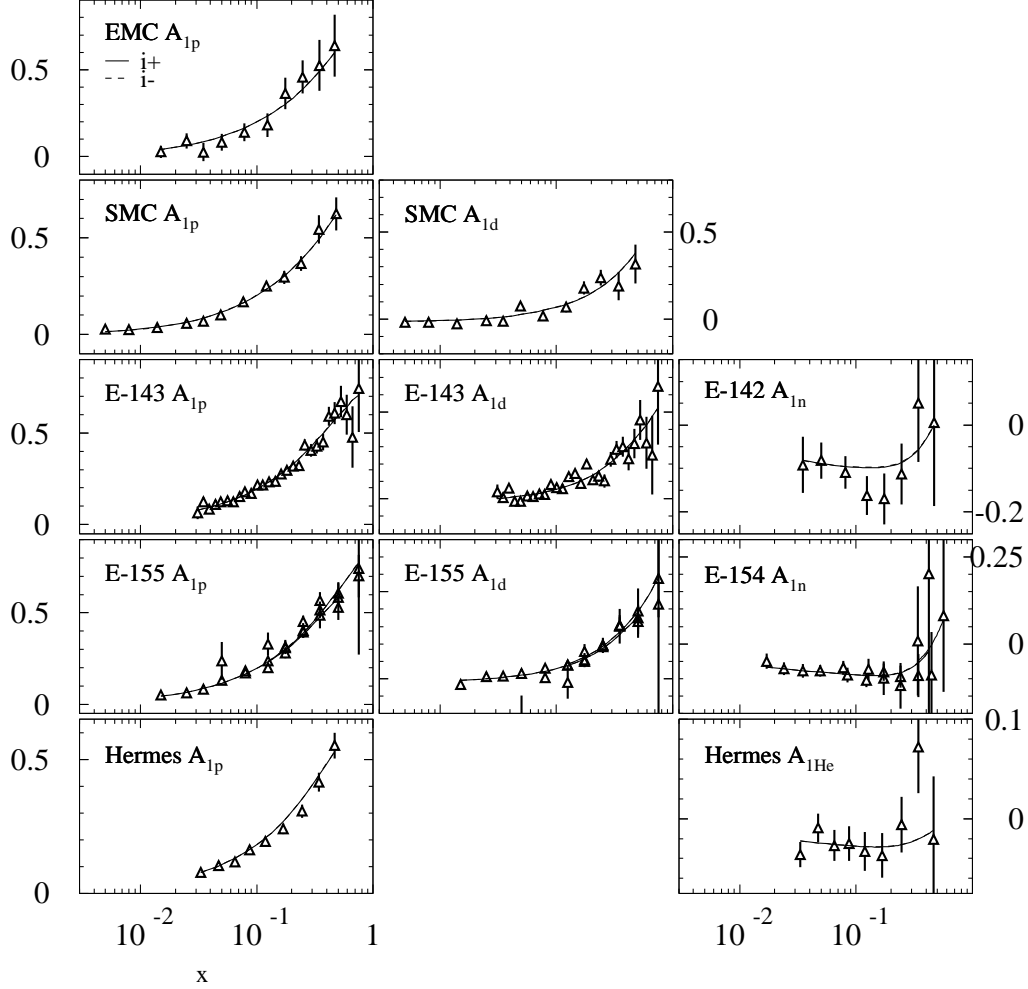 EMC A1p
i+
i-
0.5
0
SMC A1p
SMC A1d
0.5
0
0.5
0
E-143 A1p
E-143 A1d
E-142 A1n
0.5
0
0
-0.2
E-155 A1p
E-155 A1d
E-154 A1n
0.25
0.5
0
0
Hermes A1p
Hermes A1He
0.1
0.5
0
0
10 -2
10 -1
1
10 -2
10 -1
x